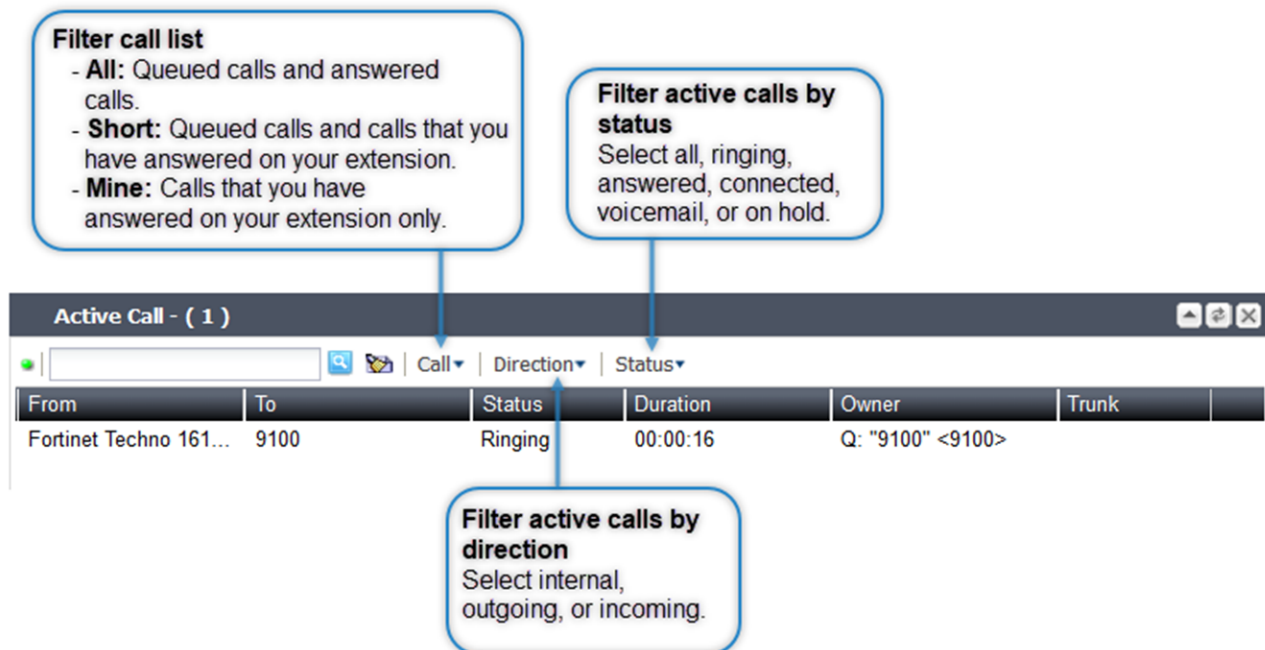 Filter call list
- All: Queued calls and answered
calls.
- Short: Queued calls and calls that you
have answered on your extension.
- Mine: Calls that you have
answered on your extension only.
Filter active calls by
status
Select all, ringing,
answered, connected,
voicemail, or on hold.
Active Call - ( 1 )
Call Direction Status
From To Status Duration Owner Trunk
Fortinet Techno 161... 9100 Ringing 00:00:16 Q: "9100" <9100>
Filter active calls by
direction
Select internal,
outgoing, or incoming.